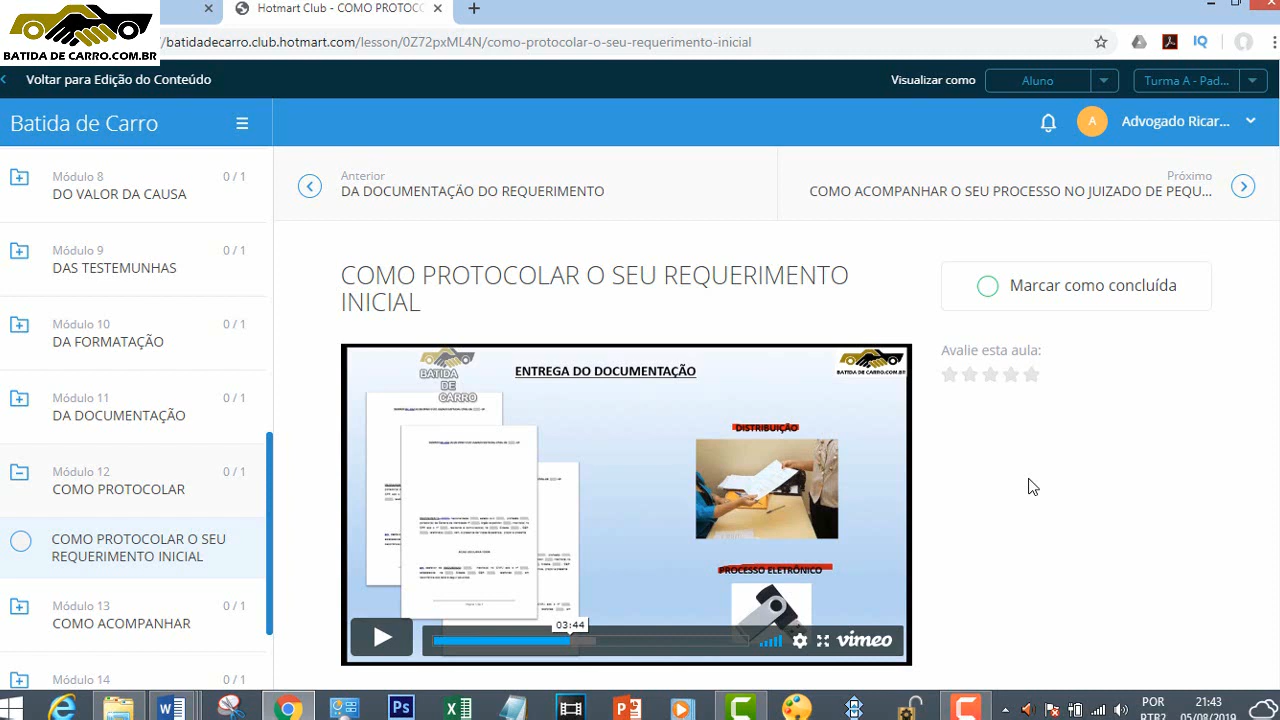 BATIDA DE CARRO.COM.BR
Hotmart Club - COMO PROTOCO
//batidadecarro.club.hotmart.com/lesson/0Z72pxML4N/como-protocolar-o-seu-requerimento-inicial
IQ
Voltar para Edição do Conteúdo
Visualizar como
Aluno
Turma A - Pad...
Batida de Carro
A
Advogado Ricar...
Módulo 8
0 / 1
DO VALOR DA CAUSA
Módulo 9
0 / 1
DAS TESTEMUNHAS
Módulo 10
0 / 1
DA FORMATAÇÃO
Módulo 11
0 / 1
DA DOCUMENTAÇÃO
Módulo 12
0 / 1
COMO PROTOCOLAR
COMO PROTOCOLAR O SEU
REQUERIMENTO INICIAL
Módulo 13
0 / 1
COMO ACOMPANHAR
Módulo 14
0 / 1
Anterior
DA DOCUMENTAÇÃO DO REQUERIMENTO
Próximo
COMO ACOMPANHAR O SEU PROCESSO NO JUIZADO DE PEQU...
COMO PROTOCOLAR O SEU REQUERIMENTO
INICIAL
Marcar como concluída
Avalie esta aula:
BATIDA
DE
CARRO
ENTREGA DO DOCUMENTAÇÃO
BATIDA DE CARRO.COM.BR
DISTRIBUIÇÃO
PROCESSO ELETRÔNICO
03:44
vimeo
Ps
POR
PTB2
21:43
05/08/2019